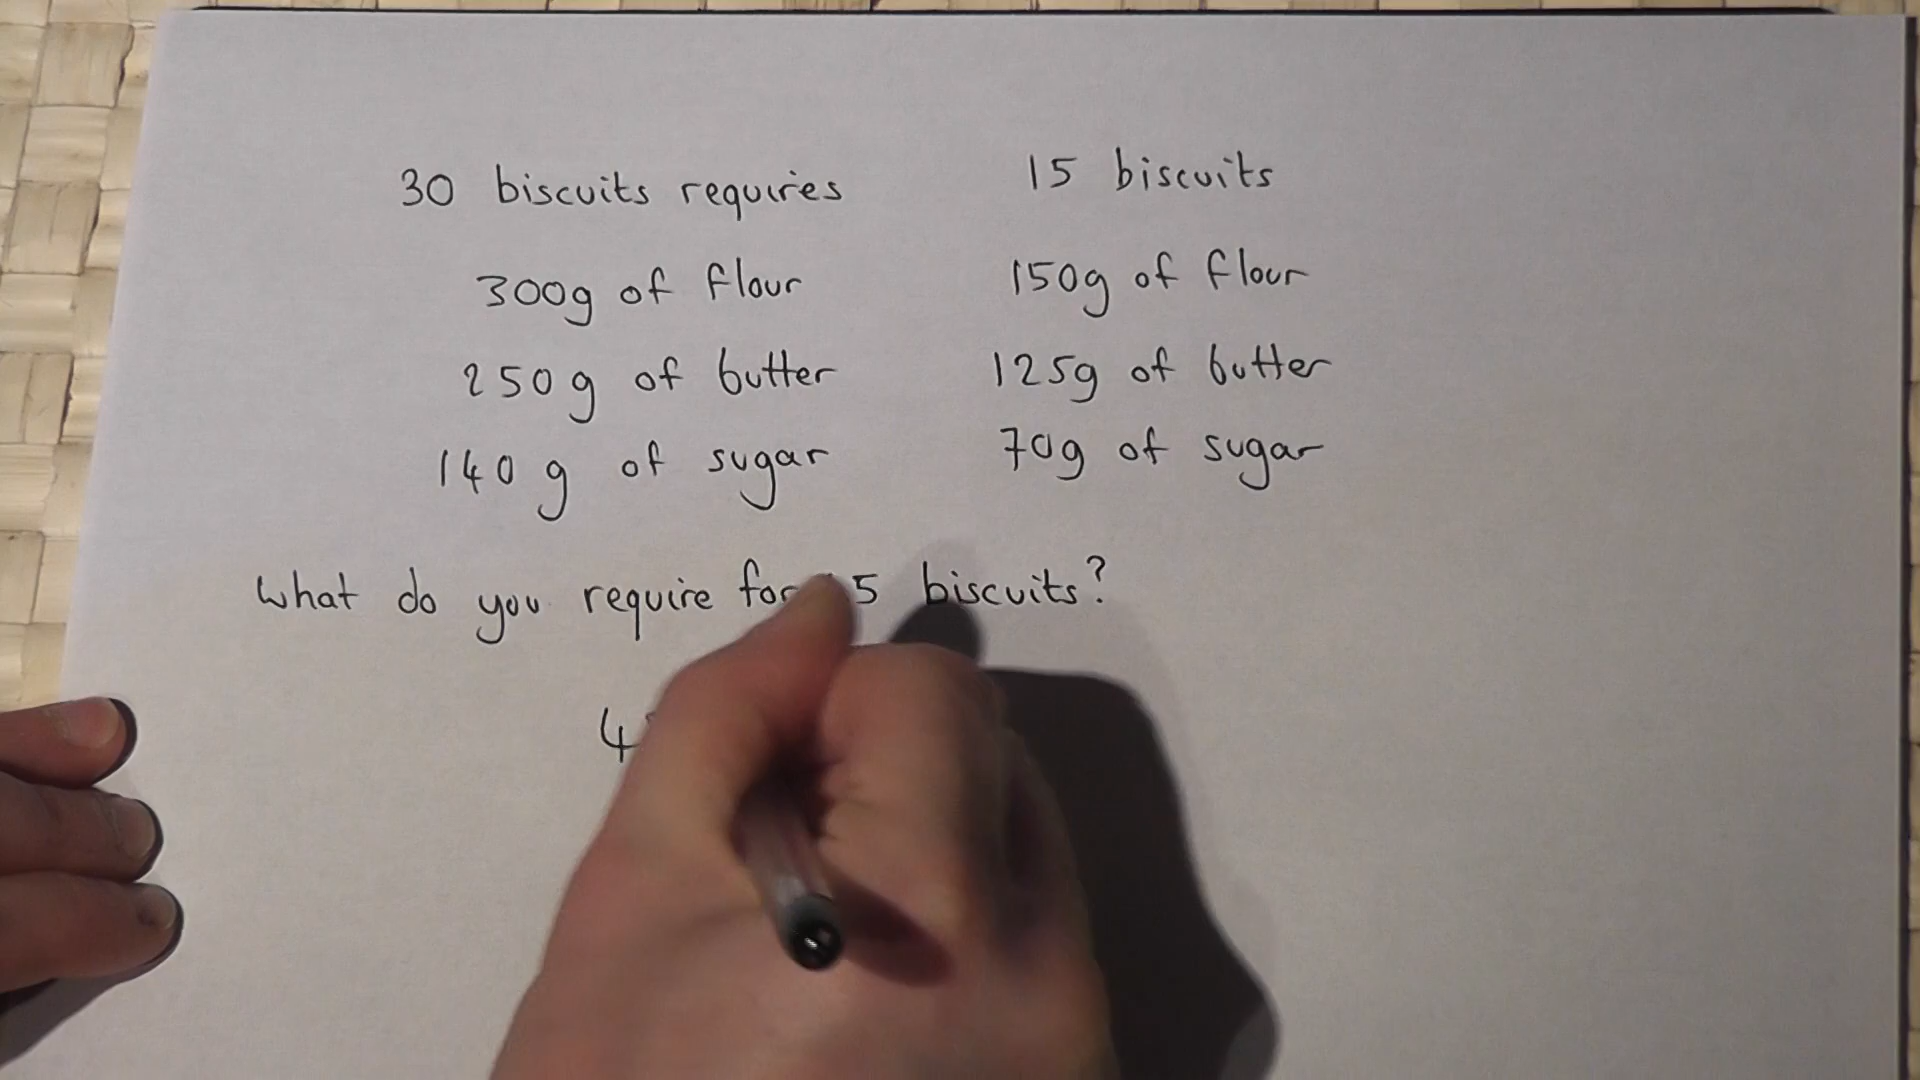 30 biscuits requires
300g of flour
250g of butter
140g of sugar
15 biscuits
150g of flour
125g of butter
70g of sugar
What do you require for 5 biscuits?
4